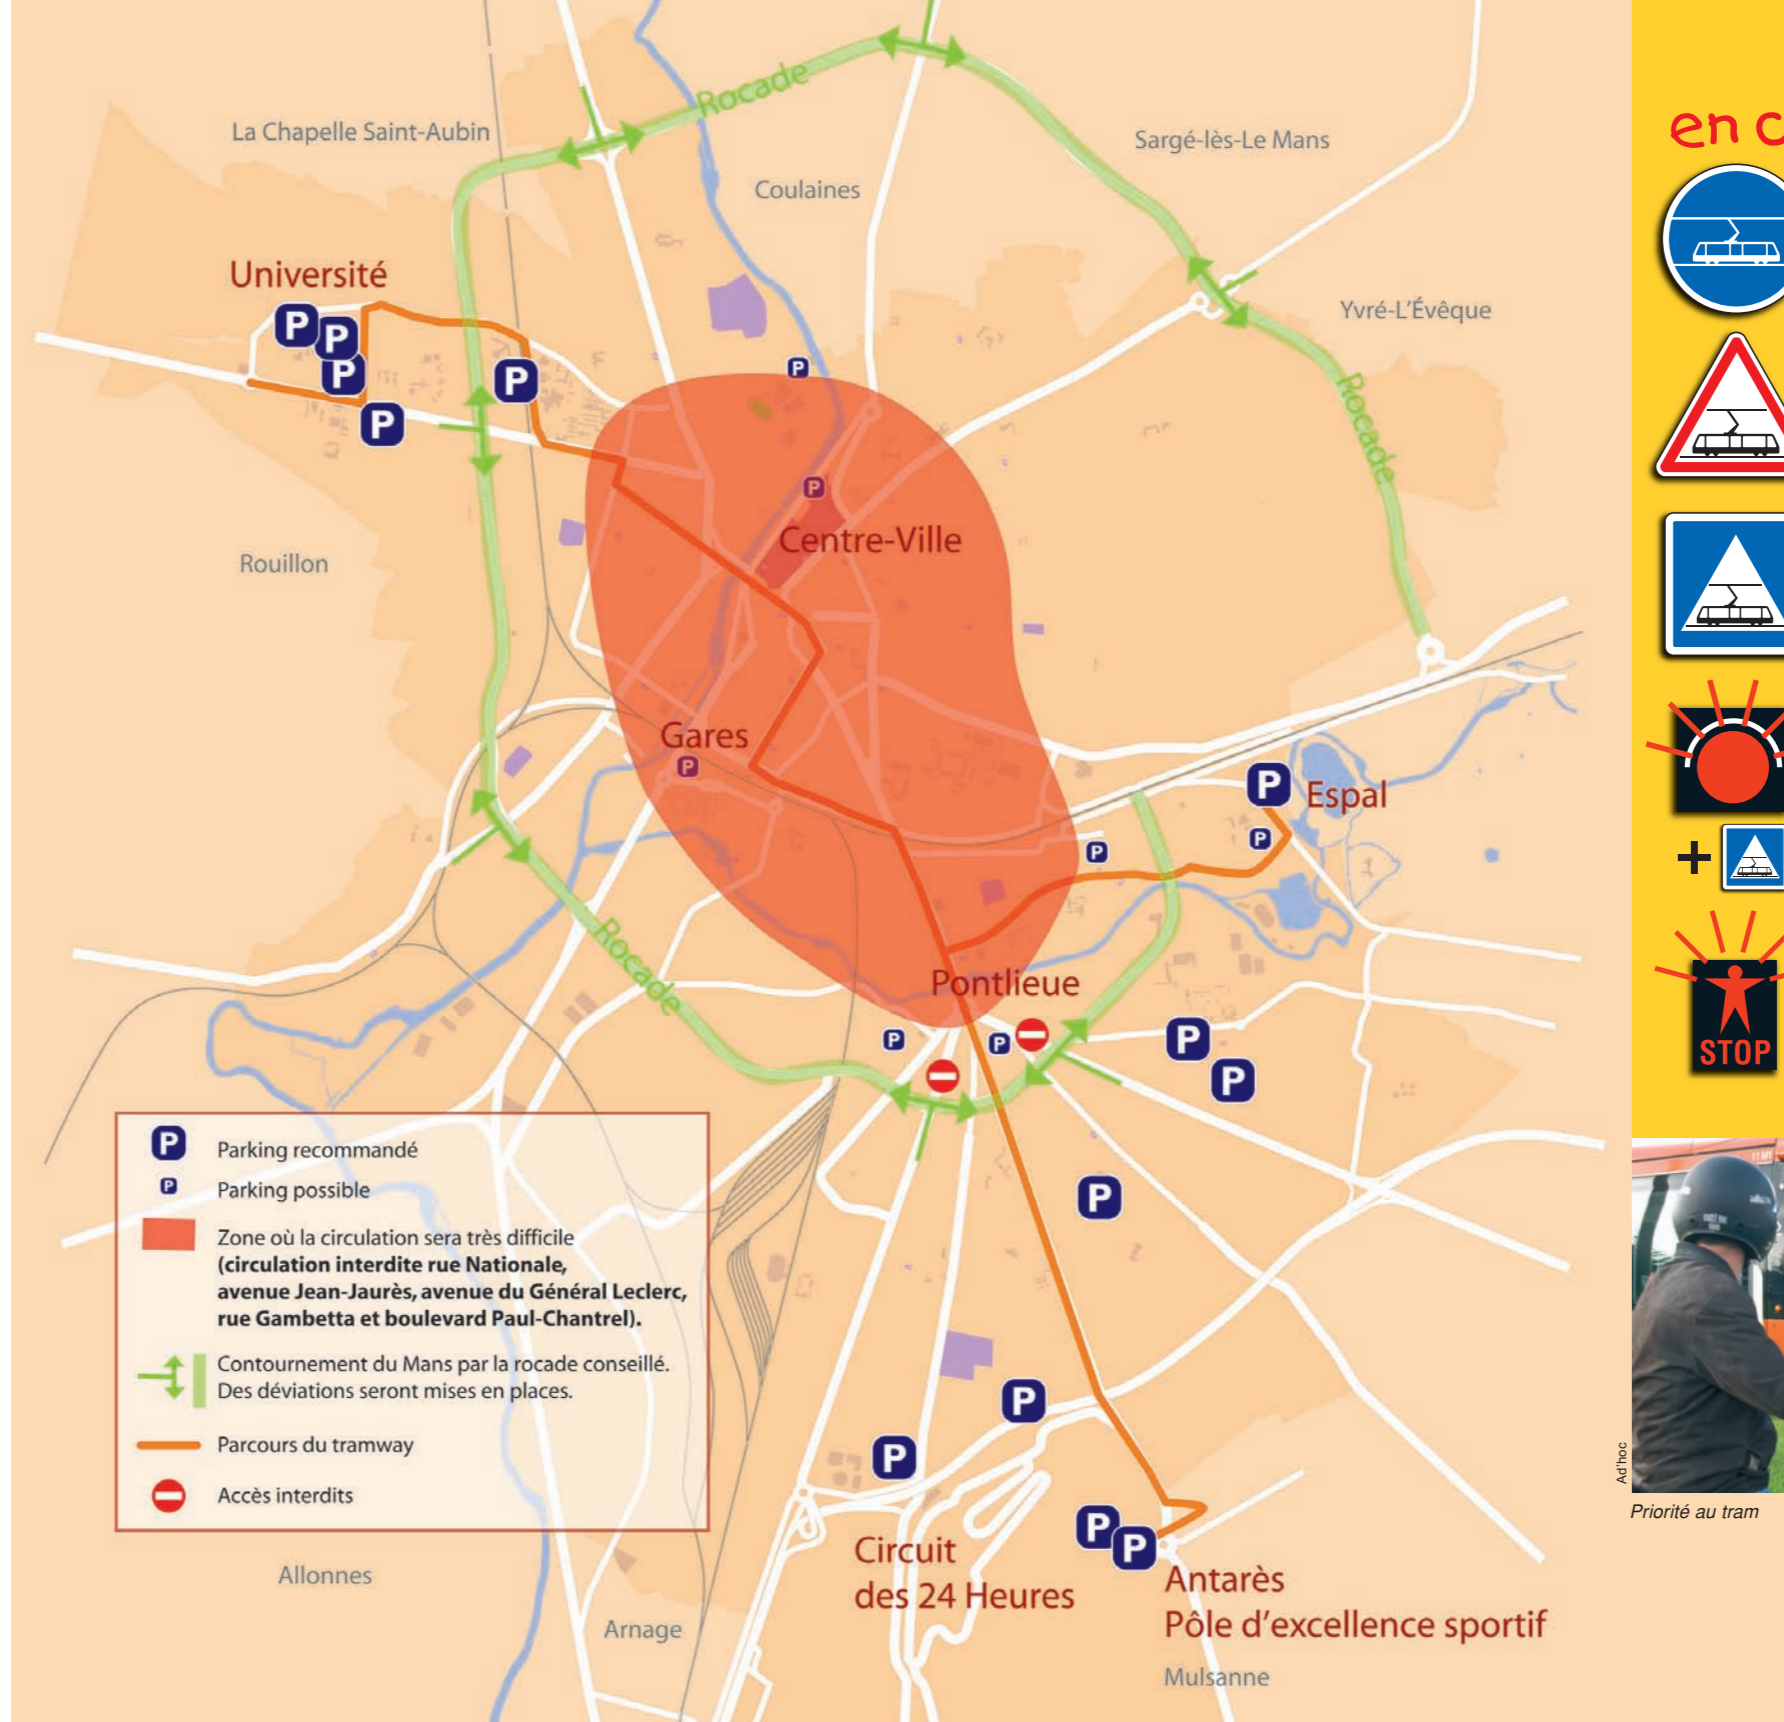 Rocade
La Chapelle Saint-Aubin
Sargé-lès-Le Mans
Coulaines
Université
P
P
P
P
P
Yvré-L'Évêque
P
Rocade
P
Centre-Ville
Rouillon
Gares
P
P
Espal
P
P
Rocade
Pontlieue
P
P
P
P
P
P
P
P
P
P
Circuit
des 24 Heures
Antarès
Pôle d'excellence sportif
Mulsanne
Allonnes
Arnage
P Parking recommandé
P Parking possible
Zone où la circulation sera très difficile
(circulation interdite rue Nationale,
avenue Jean-Jaurès, avenue du Général Leclerc,
rue Gambetta et boulevard Paul-Chantrel).
Contournement du Mans par la rocade conseillé.
Des déviations seront mises en places.
Parcours du tramway
Accès interdits
en c
+
STOP
Ad'hoc
Priorité au tram